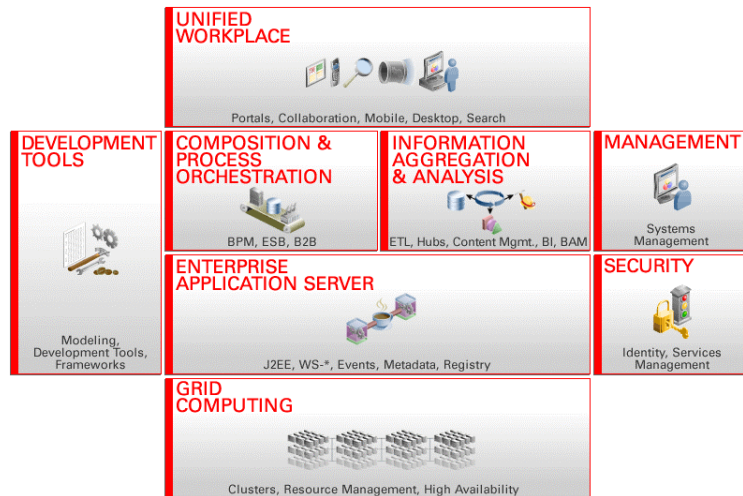 UNIFIED
WORKPLACE
Portals, Collaboration, Mobile, Desktop, Search
DEVELOPMENT
TOOLS
Modeling,
Development Tools,
Frameworks
COMPOSITION &
PROCESS
ORCHESTRATION
BPM, ESB, B2B
INFORMATION
AGGREGATION
& ANALYSIS
ETL, Hubs, Content Mgmt., BI, BAM
MANAGEMENT
Systems
Management
ENTERPRISE
APPLICATION SERVER
J2EE, WS-*, Events, Metadata, Registry
SECURITY
Identity, Services
Management
GRID
COMPUTING
Clusters, Resource Management, High Availability